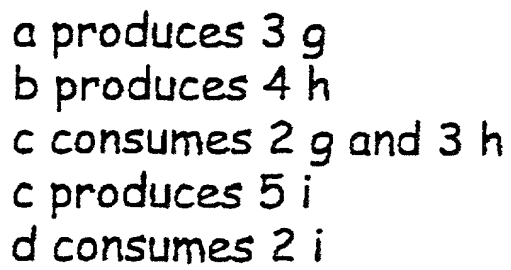 a produces 3 g
b produces 4 h
c consumes 2 g and 3 h
c produces 5 i
d consumes 2 i